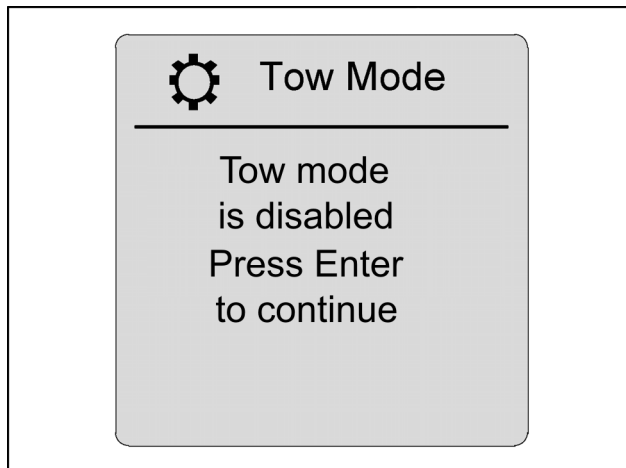 Tow Mode
Tow mode
is disabled
Press Enter
to continue